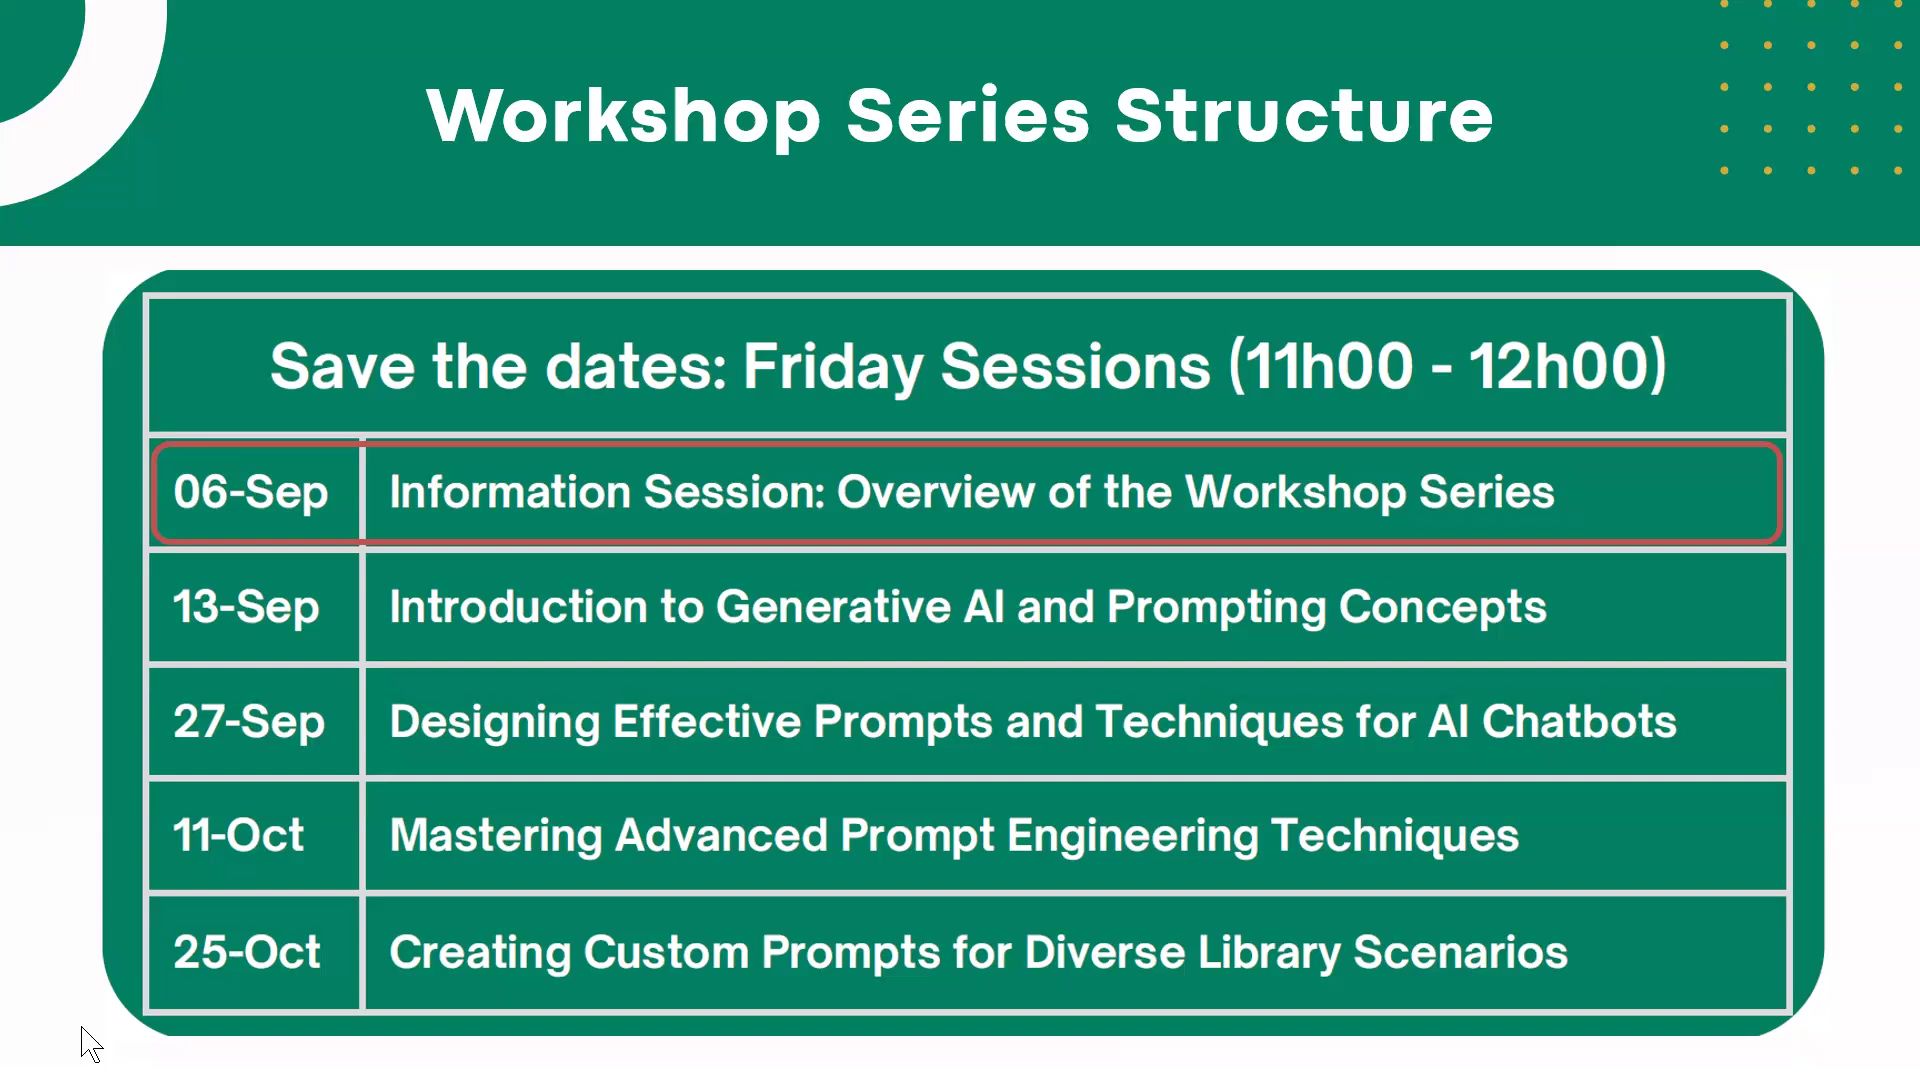 Workshop Series Structure
Save the dates: Friday Sessions (11h00 - 12h00)
06-Sep Information Session: Overview of the Workshop Series
13-Sep Introduction to Generative AI and Prompting Concepts
27-Sep Designing Effective Prompts and Techniques for AI Chatbots
11-Oct Mastering Advanced Prompt Engineering Techniques
25-Oct Creating Custom Prompts for Diverse Library Scenarios